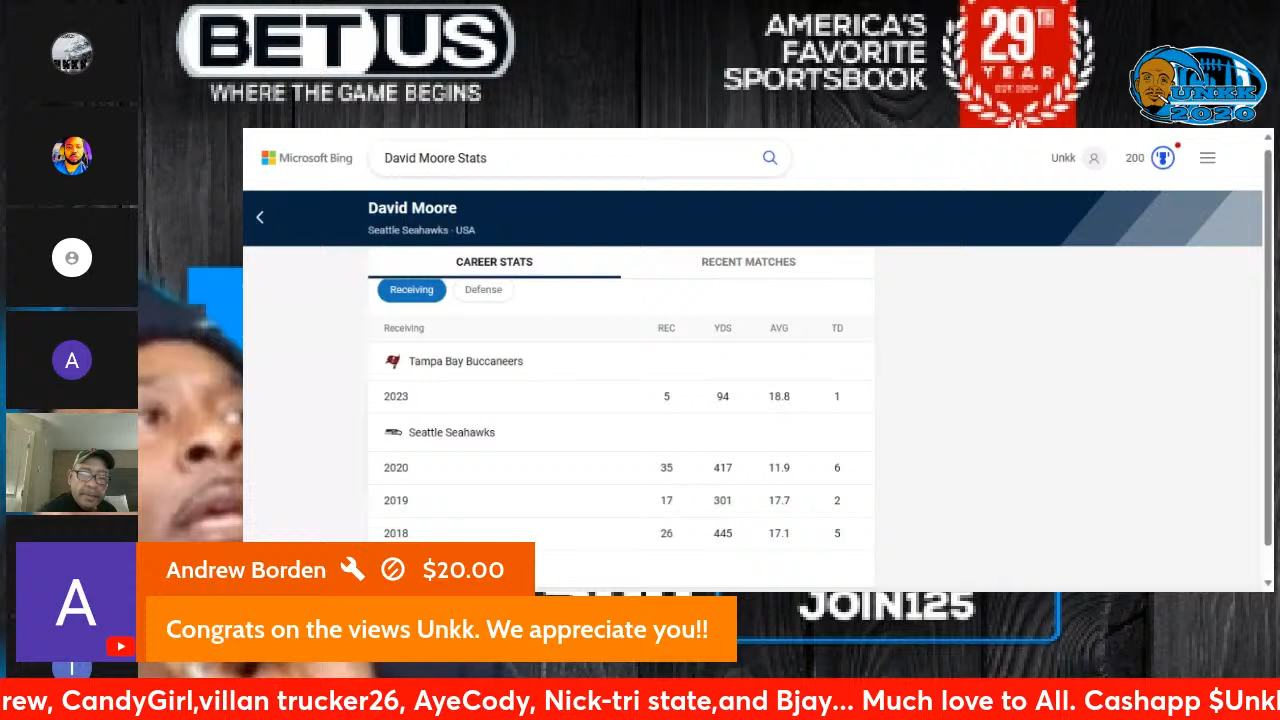 BETUS
WHERE THE GAME BEGINS
AMERICA'S
FAVORITE
SPORTSBOOK
29TH
YEAR
EST 1994
UNKK
2020
UNKK
Microsoft Bing
David Moore Stats
Unkk
200
David Moore
Seattle Seahawks · USA
CAREER STATS
RECENT MATCHES
Receiving
Defense
Receiving REC YDS AVG TD
Tampa Bay Buccaneers
2023 5 94 18.8 1
Seattle Seahawks
2020 35 417 11.9 6
2019 17 301 17.7 2
2018 26 445 17.1 5
A
JOIN125
A
Andrew Borden $20.00
Congrats on the views Unkk. We appreciate you!!
rew, CandyGirl,villan trucker26, AyeCody, Nick-tri state,and Bjay... Much love to All. Cashapp $Unk